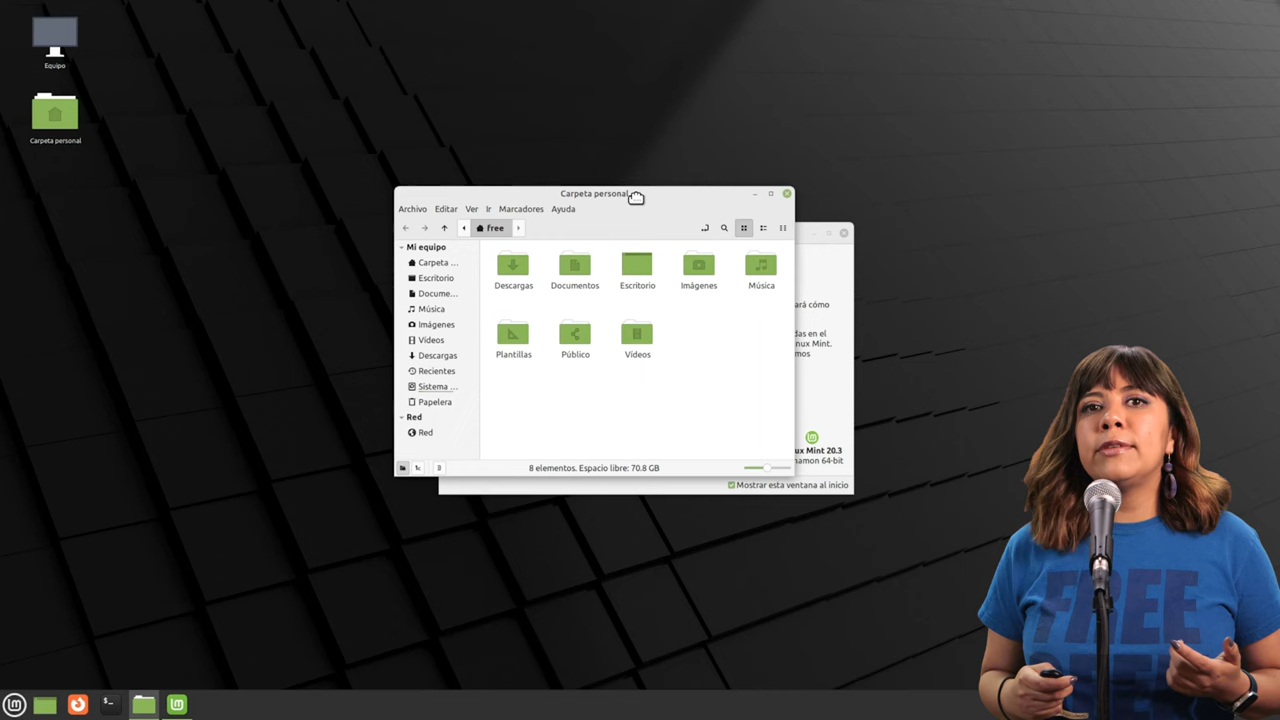 Equipo
Carpeta personal
Carpeta personal
Archivo Editar Ver Ir Marcadores Ayuda
free
Mi equipo
Carpeta ...
Escritorio
Docume...
Música
Imágenes
Vídeos
Descargas
Recientes
Sistema ...
Papelera
Red
Red
Descargas Documentos Escritorio Imágenes Música
Plantillas Público Vídeos
8 elementos. Espacio libre: 70.8 GB
ará cómo
das en el
nux Mint.
mos
ux Mint 20.3
namon 64-bit
Mostrar esta ventana al inicio
FREE